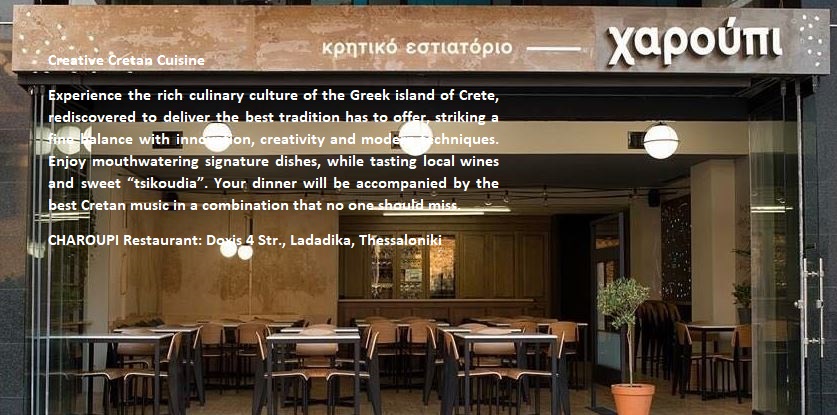 κρητικό εστιατόριο χαρούπι
Creative Cretan Cuisine
Experience the rich culinary culture of the Greek island of Crete,
rediscovered to deliver the best tradition has to offer, striking a
fine balance with innovation, creativity and modern techniques.
Enjoy mouthwatering signature dishes, while tasting local wines
and sweet “tsikoudia”. Your dinner will be accompanied by the
best Cretan music in a combination that no one should miss.
CHAROUPI Restaurant: Doxis 4 Str., Ladadika, Thessaloniki